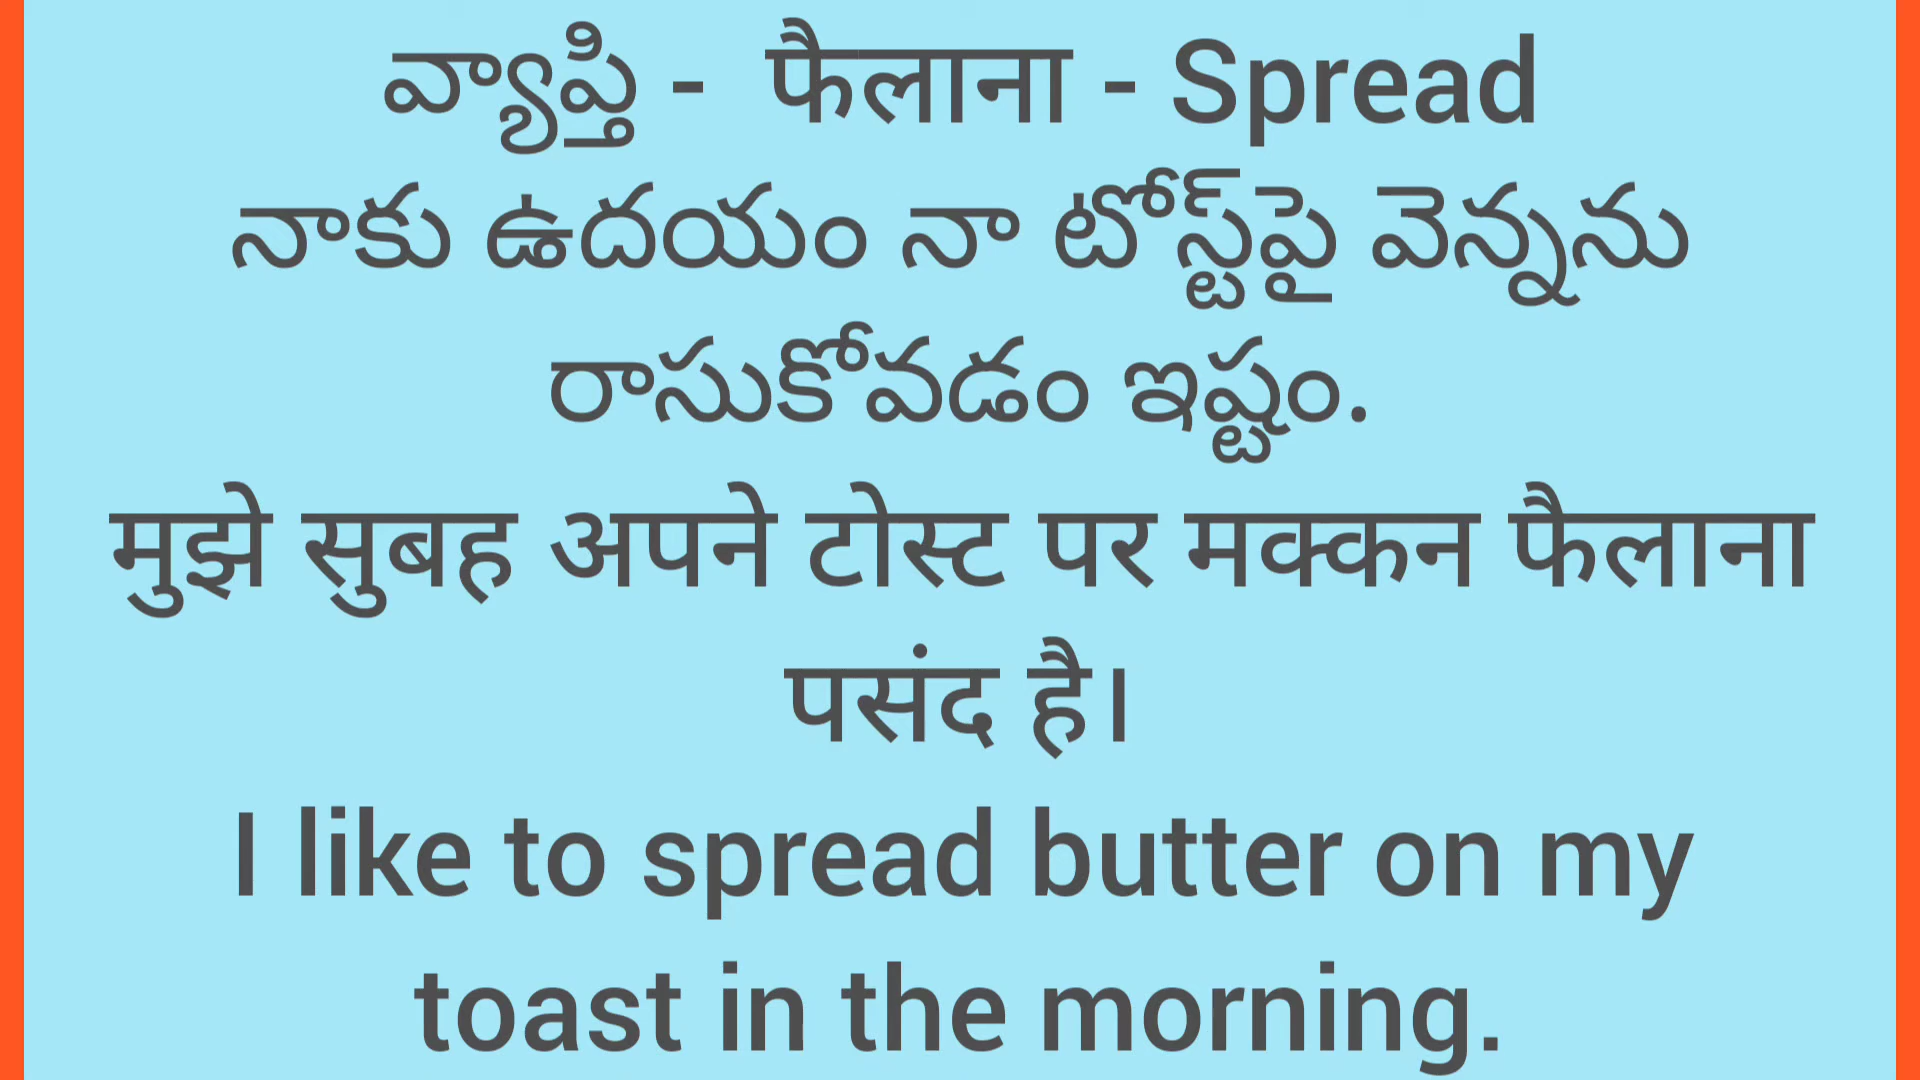 వ్యాప్తి - फैलाना - Spread
నాకు ఉదయం నా టోస్ట్‌పై వెన్నను
రాసుకోవడం ఇష్టం.
मुझे सुबह अपने टोस्ट पर मक्कन फैलाना
पसंद है।
I like to spread butter on my
toast in the morning.